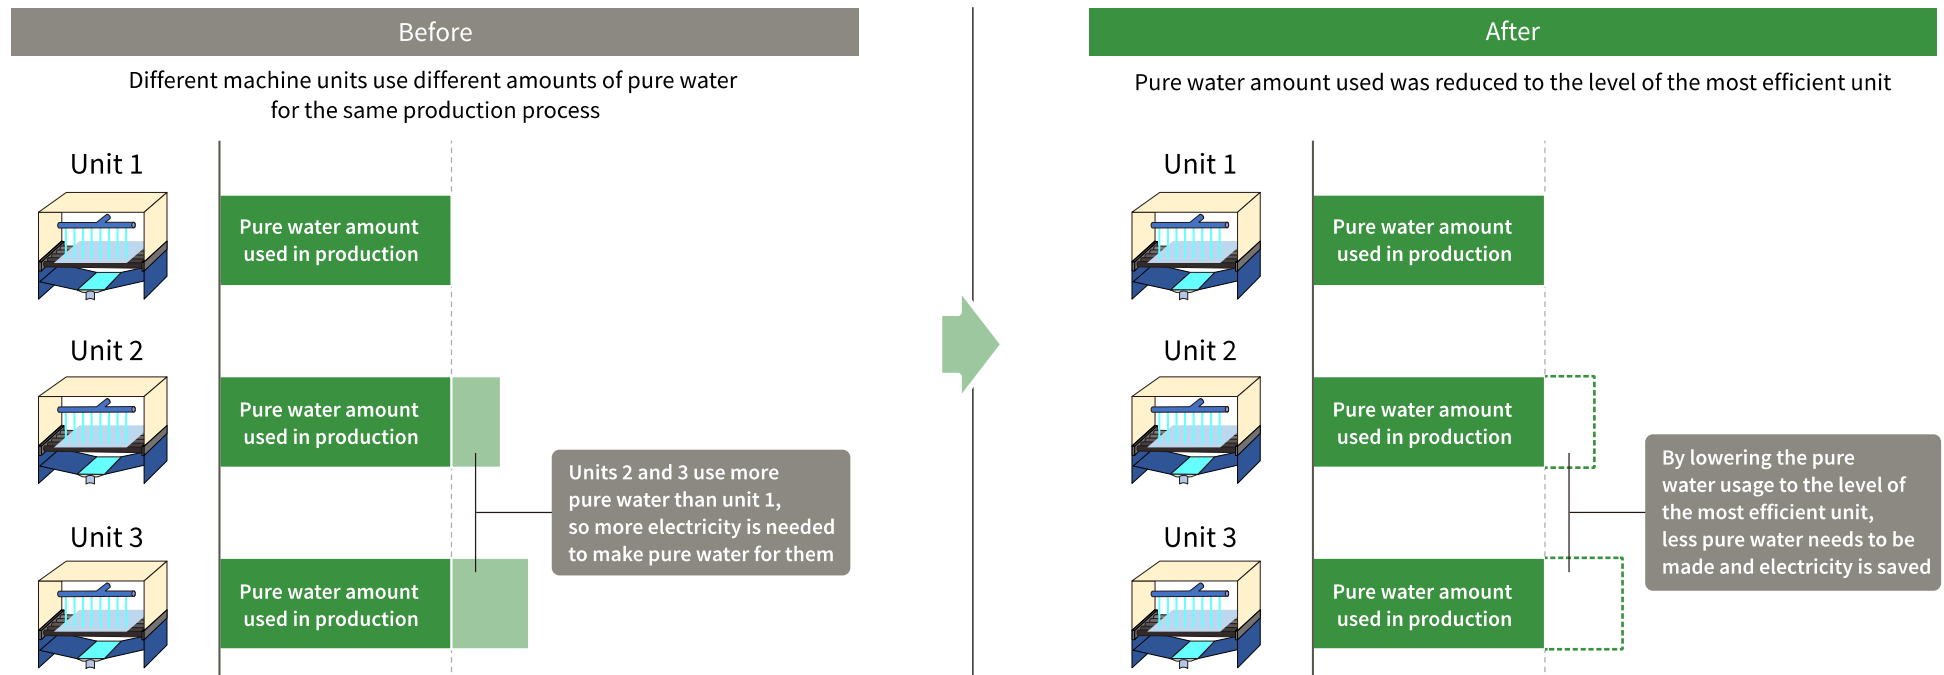 Before
Different machine units use different amounts of pure water
for the same production process
Unit 1
Pure water amount
used in production
Unit 2
Pure water amount
used in production
Units 2 and 3 use more
pure water than unit 1,
so more electricity is needed
to make pure water for them
Unit 3
Pure water amount
used in production
After
Pure water amount used was reduced to the level of the most efficient unit
Unit 1
Pure water amount
used in production
Unit 2
Pure water amount
used in production
By lowering the pure
water usage to the level of
the most efficient unit,
less pure water needs to be
made and electricity is saved
Unit 3
Pure water amount
used in production